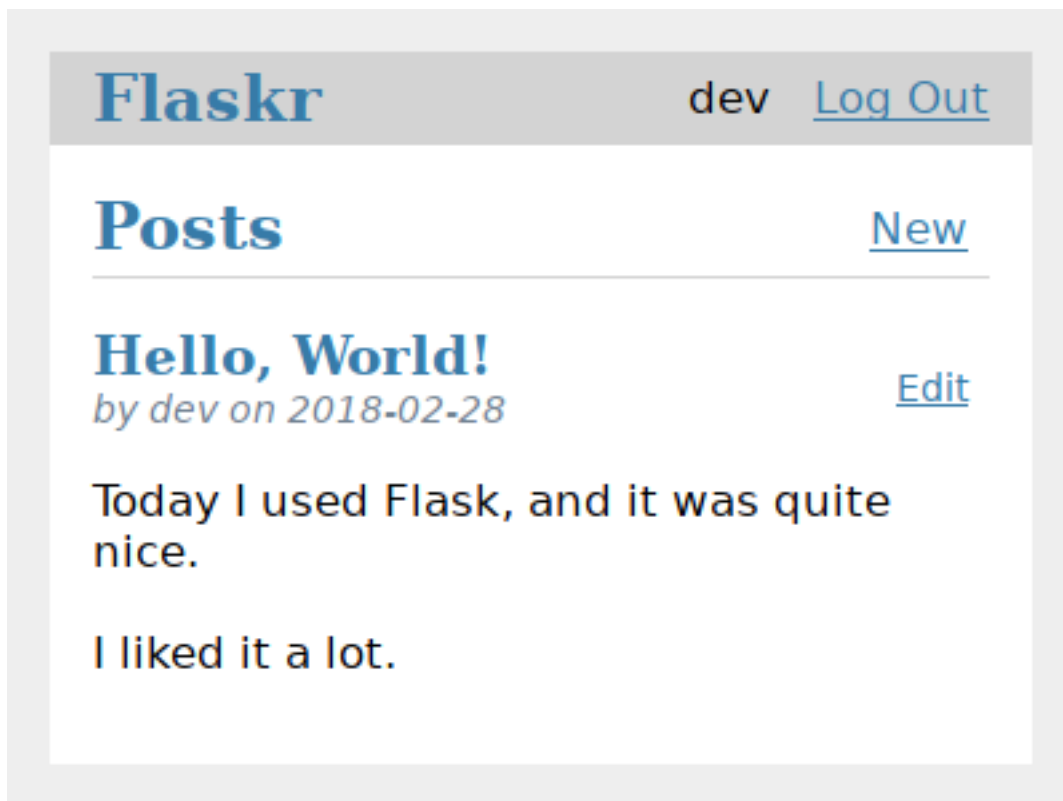 Flaskr dev Log Out
Posts New
Hello, World!
by dev on 2018-02-28 Edit
Today I used Flask, and it was quite
nice.
I liked it a lot.